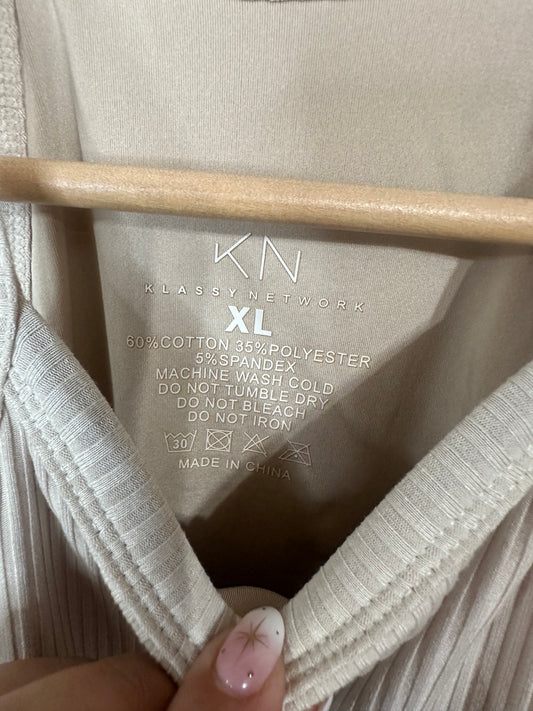 KN
KLASSY NETWORK
XL
60%COTTON 35%POLYESTER
5%SPANDEX
MACHINE WASH COLD
DO NOT TUMBLE DRY
DO NOT BLEACH
DO NOT IRON
30
MADE IN CHINA